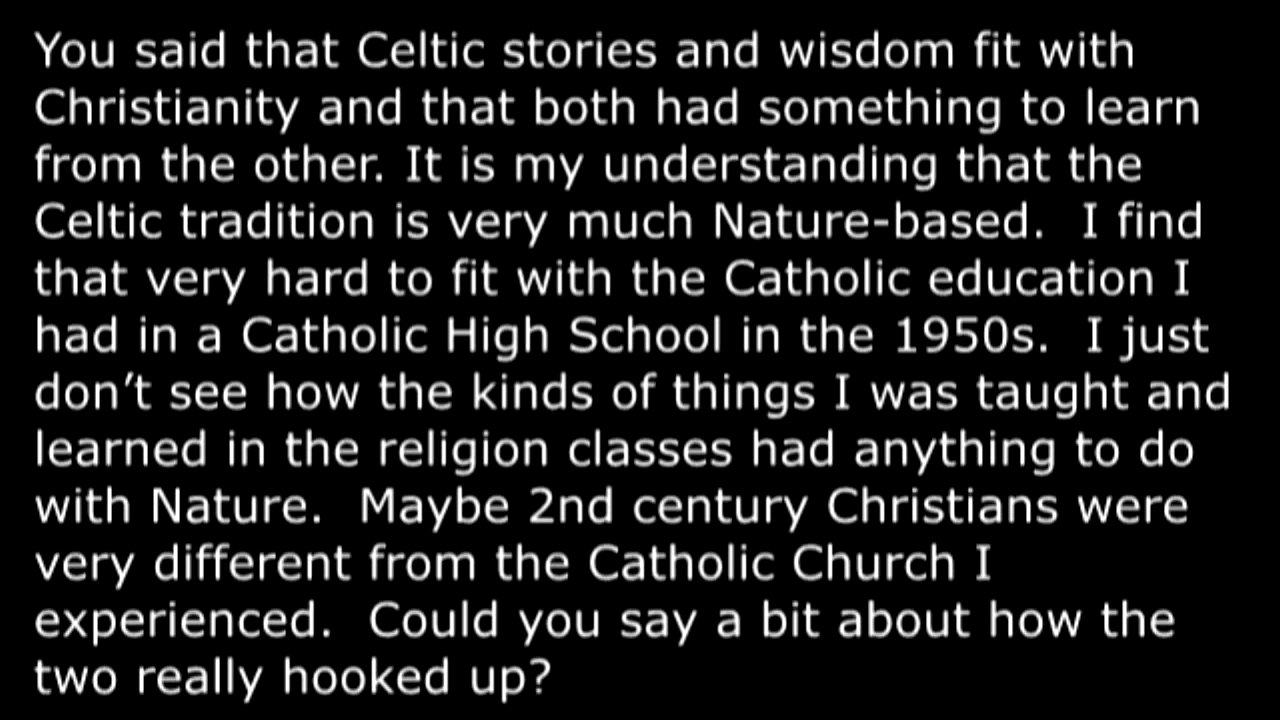 You said that Celtic stories and wisdom fit with
Christianity and that both had something to learn
from the other. It is my understanding that the
Celtic tradition is very much Nature-based.  I find
that very hard to fit with the Catholic education I
had in a Catholic High School in the 1950s.  I just
don’t see how the kinds of things I was taught and
learned in the religion classes had anything to do
with Nature.  Maybe 2nd century Christians were
very different from the Catholic Church I
experienced.  Could you say a bit about how the
two really hooked up?